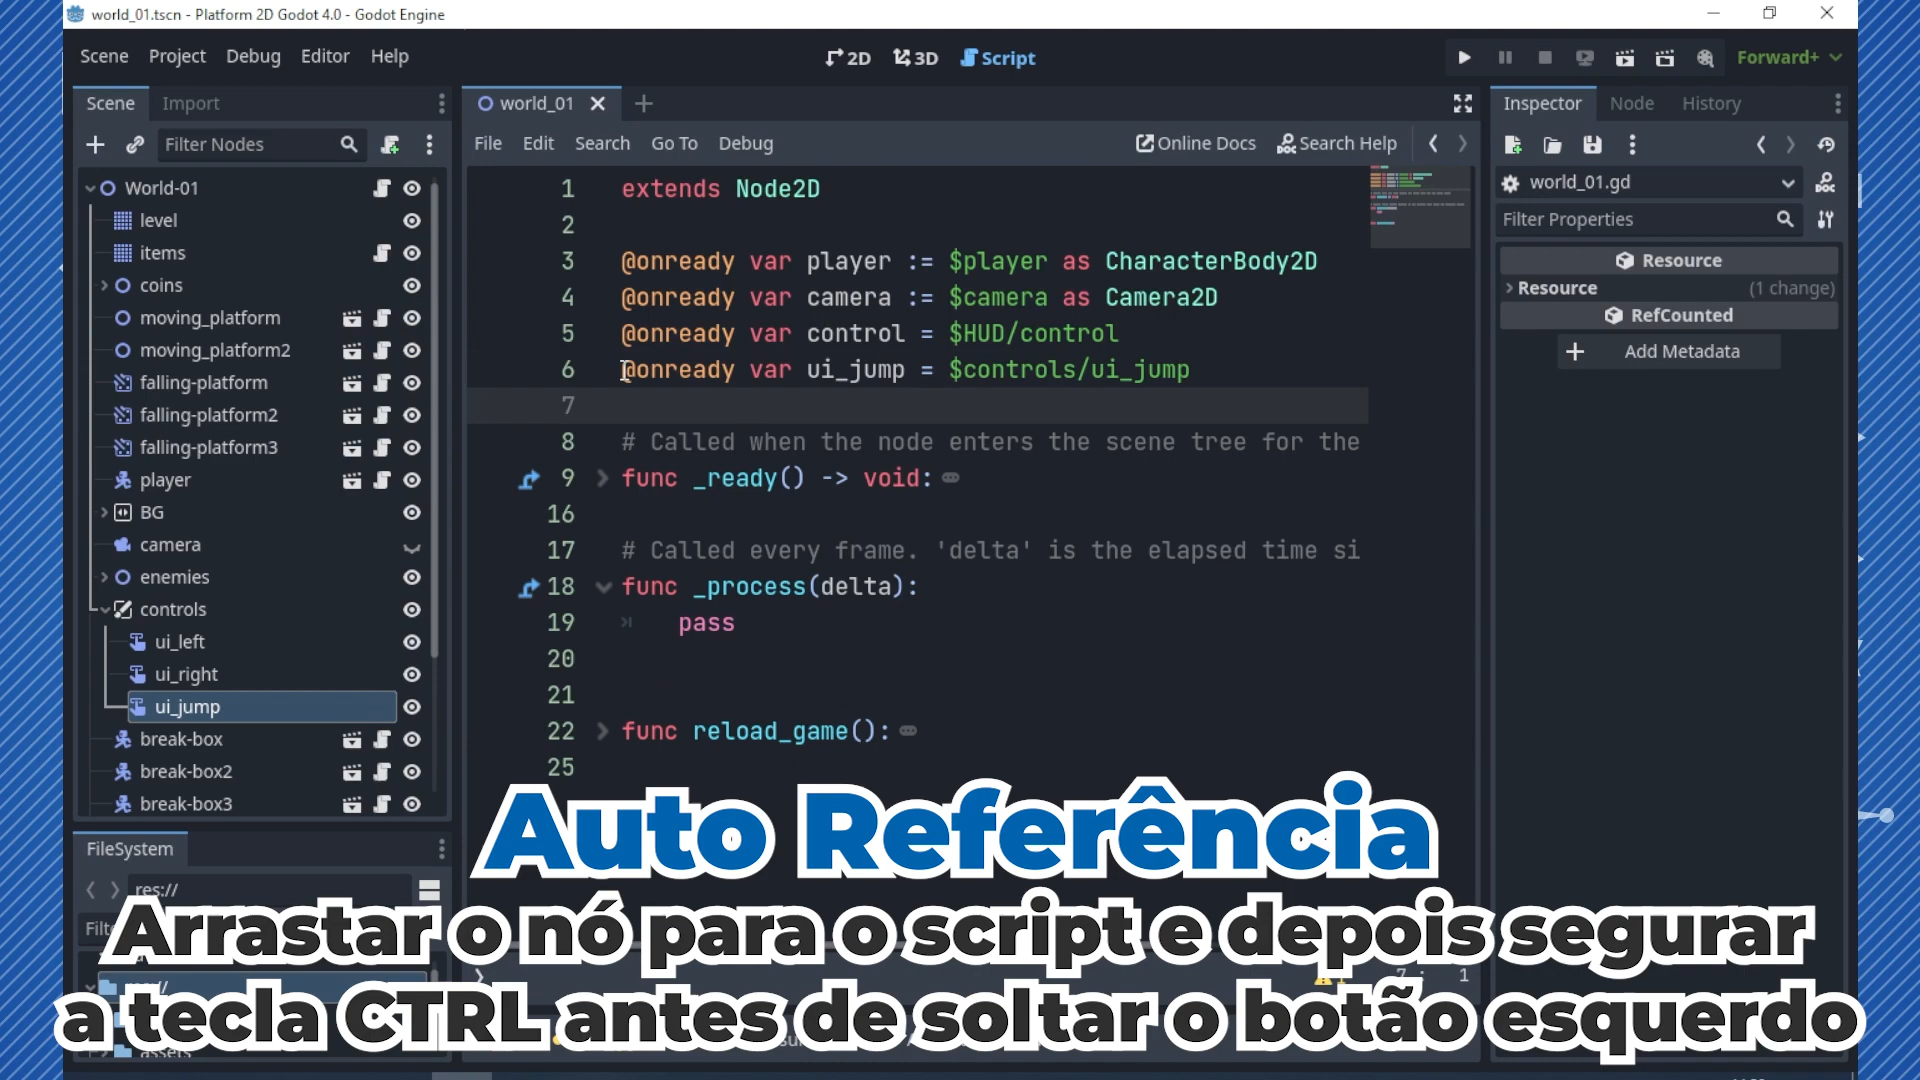 world_01.tscn - Platform 2D Godot 4.0 - Godot Engine
Scene Project Debug Editor Help
2D 3D Script
Forward+
Scene Import
Filter Nodes
World-01
level
items
coins
moving_platform
moving_platform2
falling-platform
falling-platform2
falling-platform3
player
BG
camera
enemies
controls
ui_left
ui_right
ui_jump
break-box
break-box2
break-box3
FileSystem
res://
world_01
File Edit Search Go To Debug
Online Docs Search Help
1 extends Node2D
2
3 @onready var player := $player as CharacterBody2D
4 @onready var camera := $camera as Camera2D
5 @onready var control = $HUD/control
6 @onready var ui_jump = $controls/ui_jump
7
8 # Called when the node enters the scene tree for the
9 func _ready() -> void:
16
17 # Called every frame. 'delta' is the elapsed time si
18 func _process(delta):
19 pass
20
21
22 func reload_game():
25
Inspector Node History
world_01.gd
Filter Properties
Resource
Resource (1 change)
RefCounted
Add Metadata
Auto Referência
Arrastar o nó para o script e depois segurar
a tecla CTRL antes de soltar o botão esquerdo